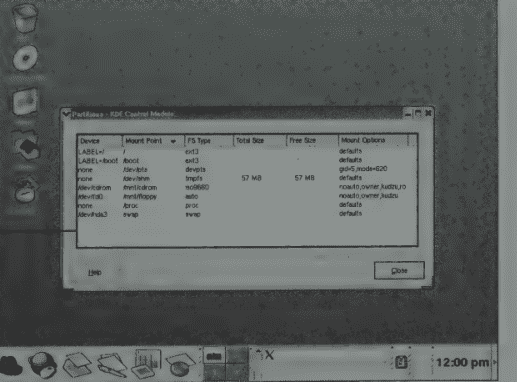 Partitions - KDE Control Module
Device Mount Point FS Type Total Size Free Size Mount Options
LABEL=/ / ext3 defaults
LABEL=/boot /boot ext3 defaults
none /dev/pts devpts gid=5,mode=620
none /dev/shm tmpfs 57 MB 57 MB defaults
/dev/cdrom /mnt/cdrom iso9660 noauto,owner,kudzu,ro
/dev/fd0 /mnt/floppy auto noauto,owner,kudzu
none /proc proc defaults
/dev/hda3 swap swap defaults
Help Close
X
12:00 pm